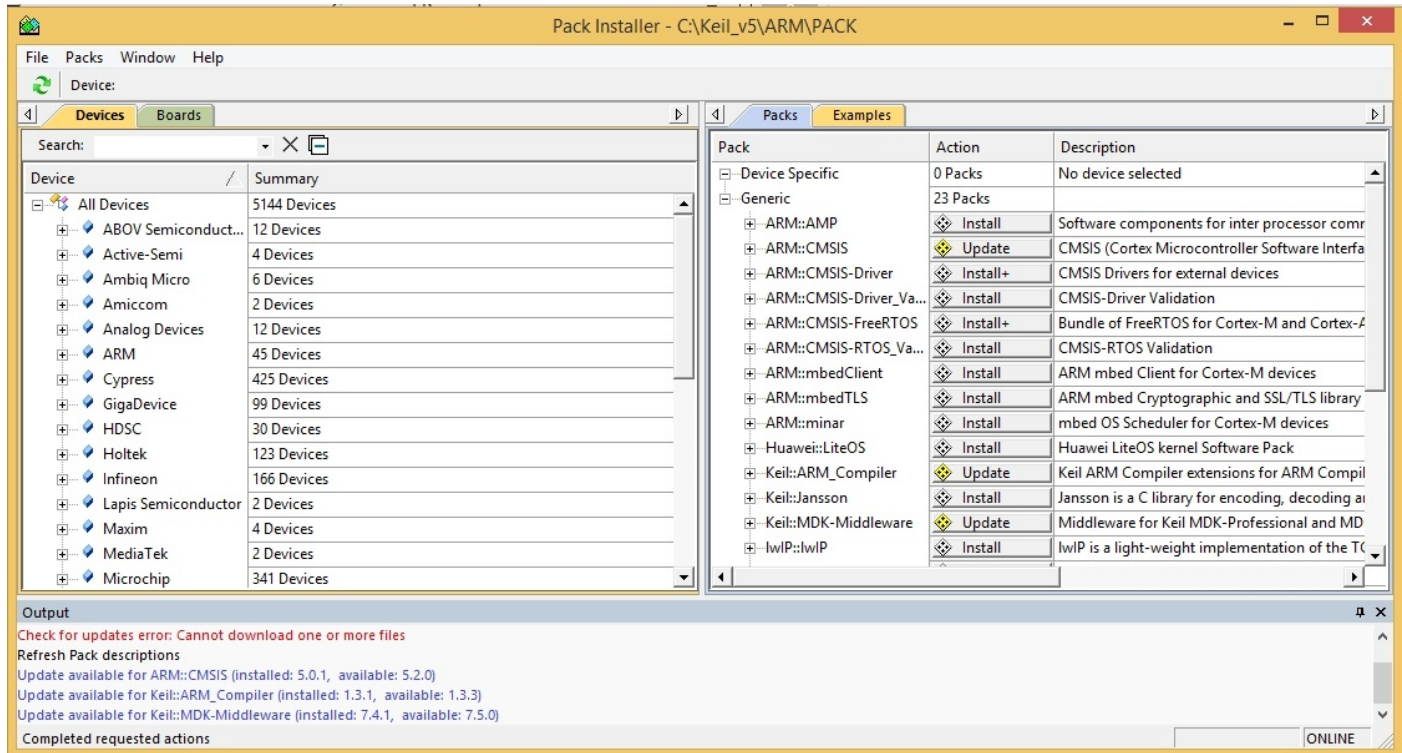 Pack Installer - C:\Keil_v5\ARM\PACK
File Packs Window Help
Device:
Devices Boards
Search:
Device Summary
All Devices 5144 Devices
ABOV Semiconduct... 12 Devices
Active-Semi 4 Devices
Ambiq Micro 6 Devices
Amiccom 2 Devices
Analog Devices 12 Devices
ARM 45 Devices
Cypress 425 Devices
GigaDevice 99 Devices
HDSC 30 Devices
Holtek 123 Devices
Infineon 166 Devices
Lapis Semiconductor 2 Devices
Maxim 4 Devices
MediaTek 2 Devices
Microchip 341 Devices
Packs Examples
Pack Action Description
Device Specific 0 Packs No device selected
Generic 23 Packs
ARM::AMP Install Software components for inter processor comr
ARM::CMSIS Update CMSIS (Cortex Microcontroller Software Interfa
ARM::CMSIS-Driver Install+ CMSIS Drivers for external devices
ARM::CMSIS-Driver_Va... Install CMSIS-Driver Validation
ARM::CMSIS-FreeRTOS Install+ Bundle of FreeRTOS for Cortex-M and Cortex-A
ARM::CMSIS-RTOS_Va... Install CMSIS-RTOS Validation
ARM::mbedClient Install ARM mbed Client for Cortex-M devices
ARM::mbedTLS Install ARM mbed Cryptographic and SSL/TLS library
ARM::minar Install mbed OS Scheduler for Cortex-M devices
Huawei::LiteOS Install Huawei LiteOS kernel Software Pack
Keil::ARM_Compiler Update Keil ARM Compiler extensions for ARM Compil
Keil::Jansson Install Jansson is a C library for encoding, decoding a
Keil::MDK-Middleware Update Middleware for Keil MDK-Professional and MD
lwIP::lwIP Install lwIP is a light-weight implementation of the TC
Output
Check for updates error: Cannot download one or more files
Refresh Pack descriptions
Update available for ARM::CMSIS (installed: 5.0.1, available: 5.2.0)
Update available for Keil::ARM_Compiler (installed: 1.3.1, available: 1.3.3)
Update available for Keil::MDK-Middleware (installed: 7.4.1, available: 7.5.0)
Completed requested actions ONLINE